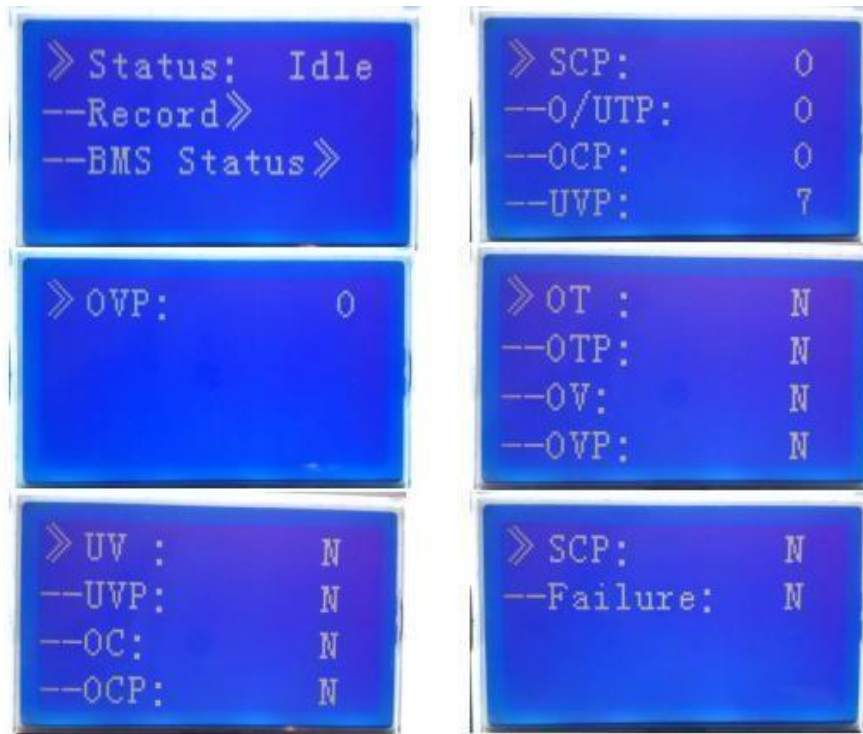 》Status: Idle
--Record》
--BMS Status》
》SCP: 0
--O/UTP: 0
--OCP: 0
--UVP: 7
》OVP: 0
》OT : N
--OTP: N
--OV: N
--OVP: N
》UV : N
--UVP: N
--OC: N
--OCP: N
》SCP: N
--Failure: N